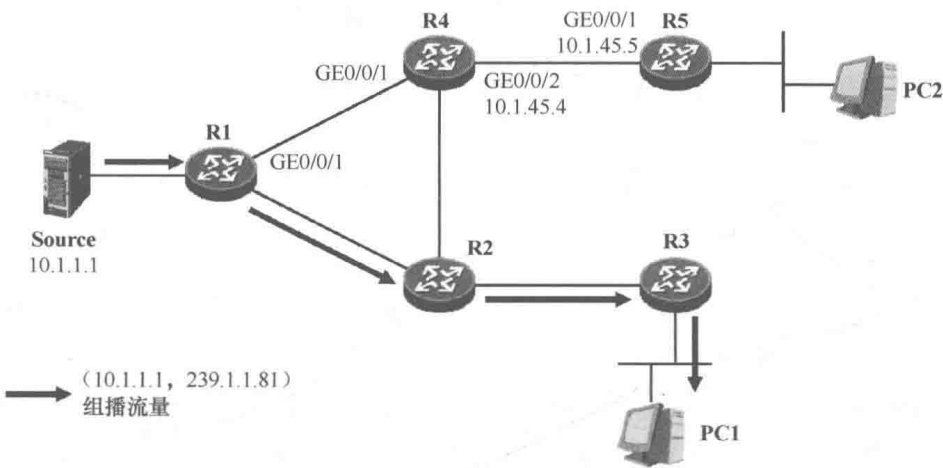 R4
GE0/0/1
R5
10.1.45.5
GE0/0/1
GE0/0/2
10.1.45.4
PC2
R1
GE0/0/1
Source
10.1.1.1
R2
R3
(10.1.1.1，239.1.1.81)
组播流量
PC1